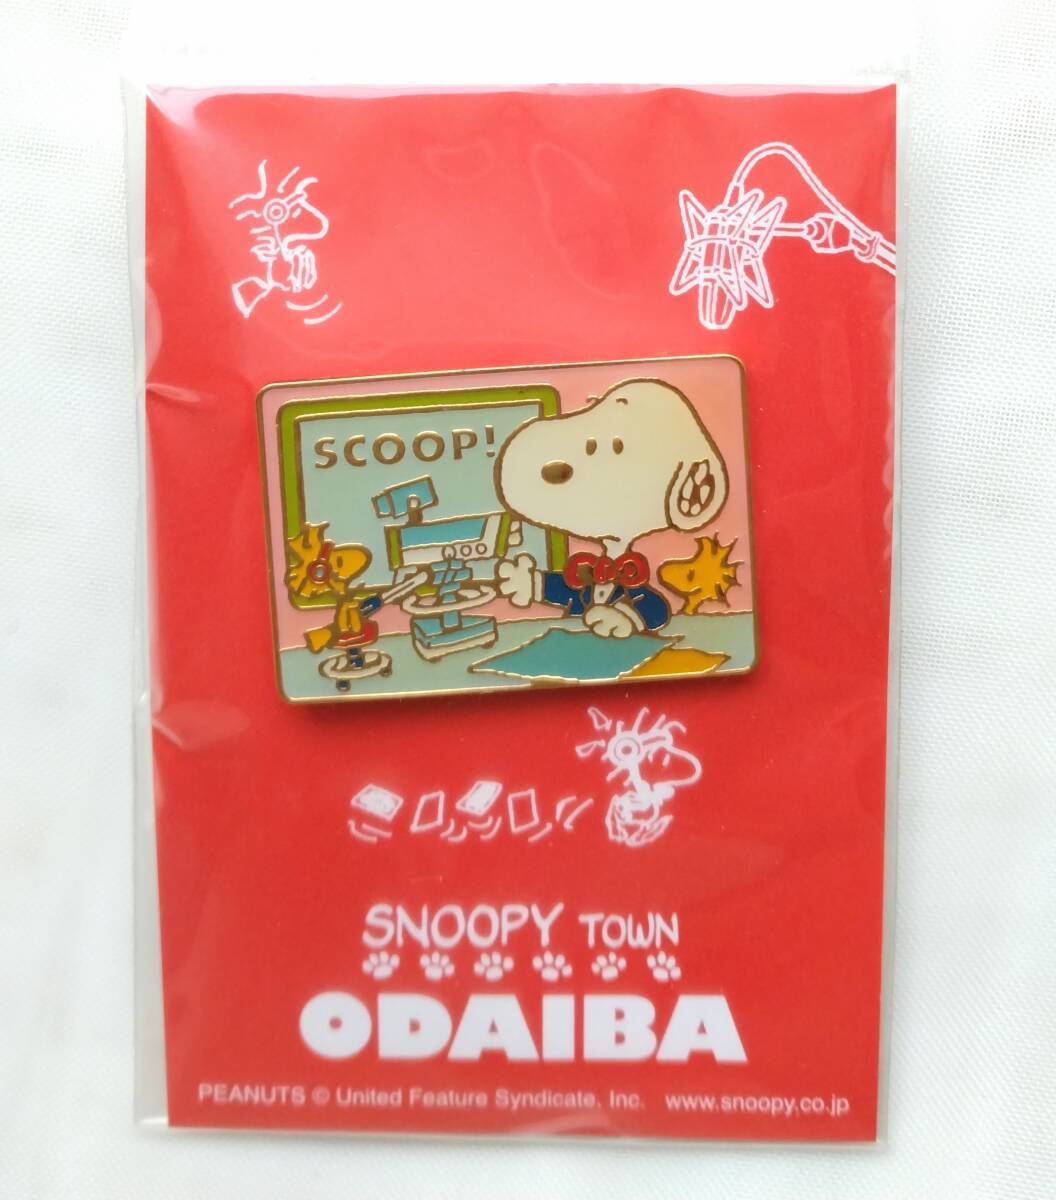 SCOOP!
SNOOPY TOWN
ODAIBA
PEANUTS © United Feature Syndicate, Inc. www.snoopy.co.jp